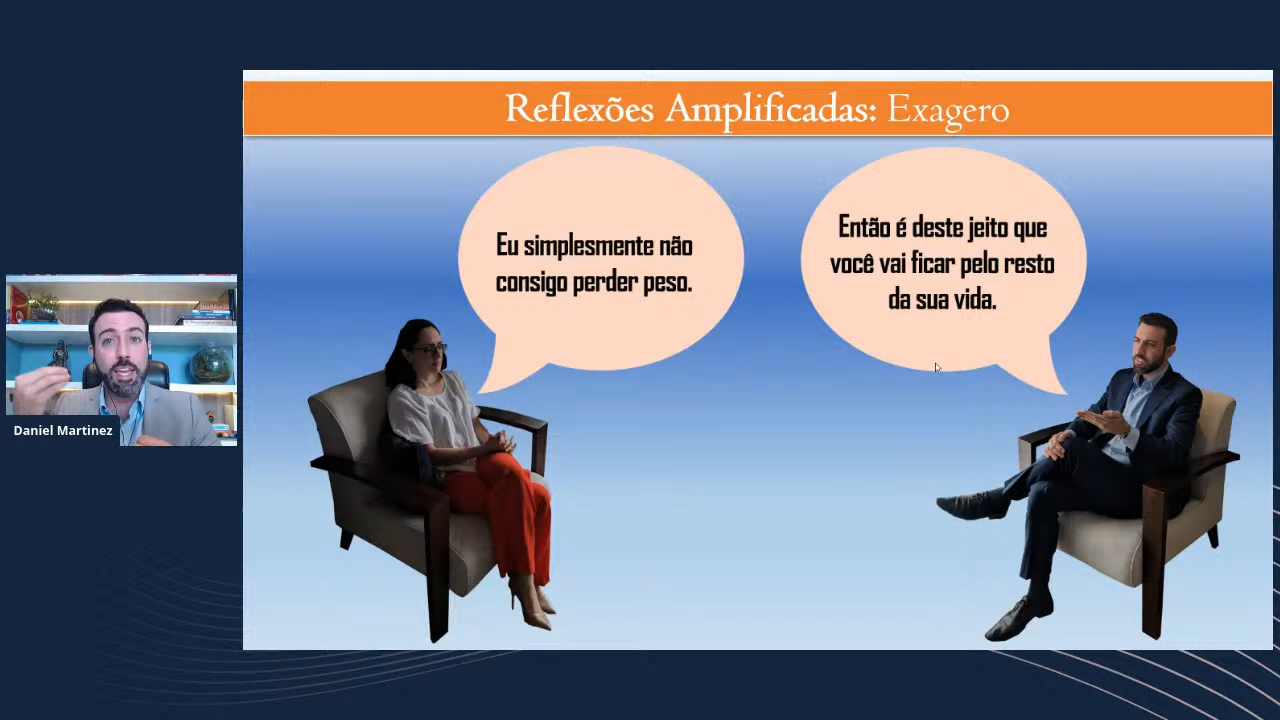 Reflexões Amplificadas: Exagero
Eu simplesmente não
consigo perder peso.
Então é deste jeito que
você vai ficar pelo resto
da sua vida.
Daniel Martinez